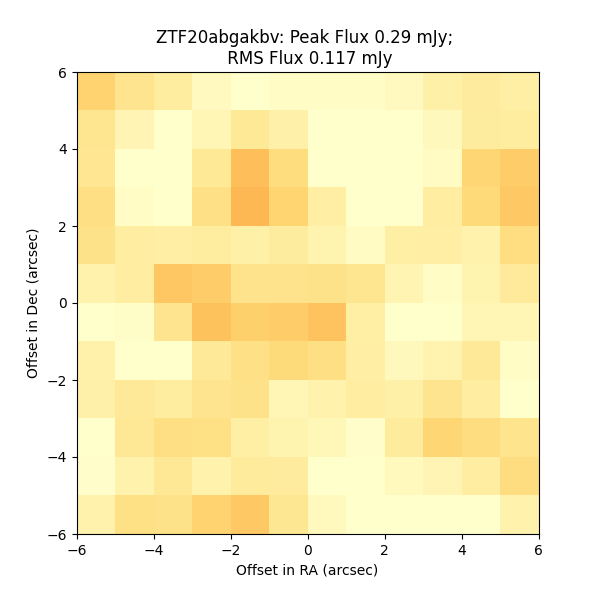 ZTF20abgakbv: Peak Flux 0.29 mJy;
RMS Flux 0.117 mJy
6
4
2
0
−2
−4
−6
Offset in Dec (arcsec)
−6 −4 −2 0 2 4 6
Offset in RA (arcsec)